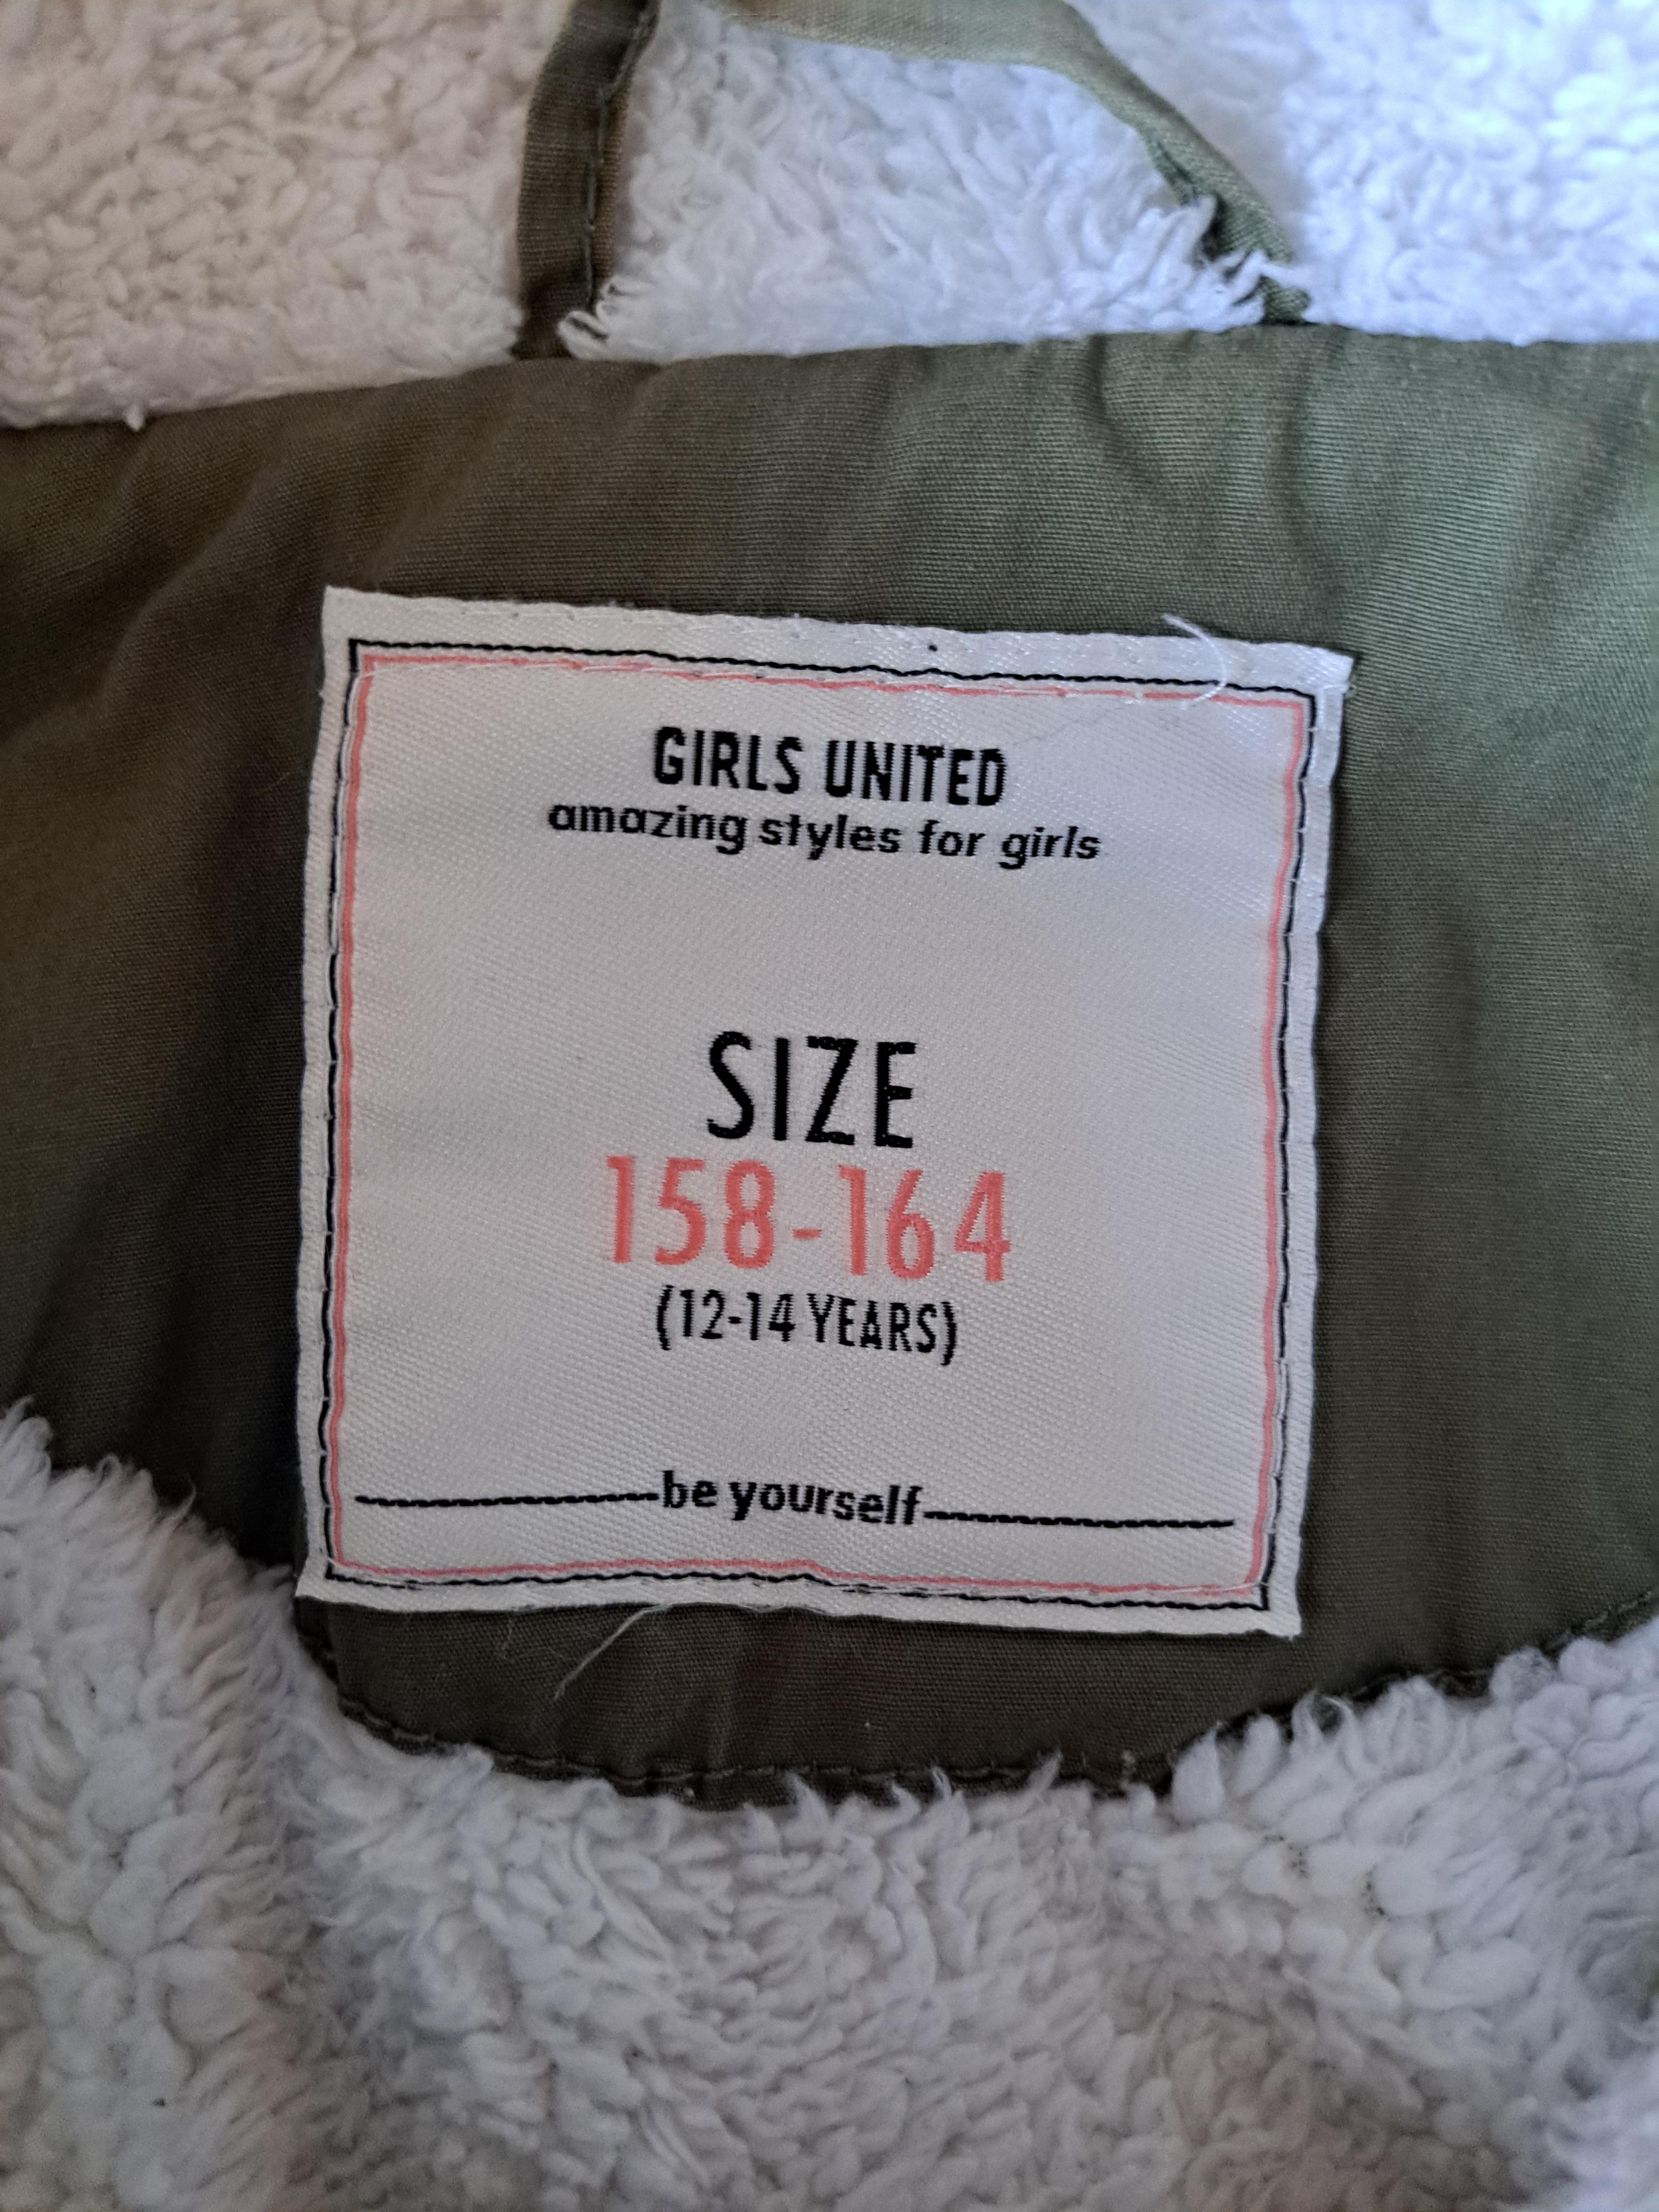 GIRLS UNITED
amazing styles for girls
SIZE
158-164
(12-14 YEARS)
be yourself